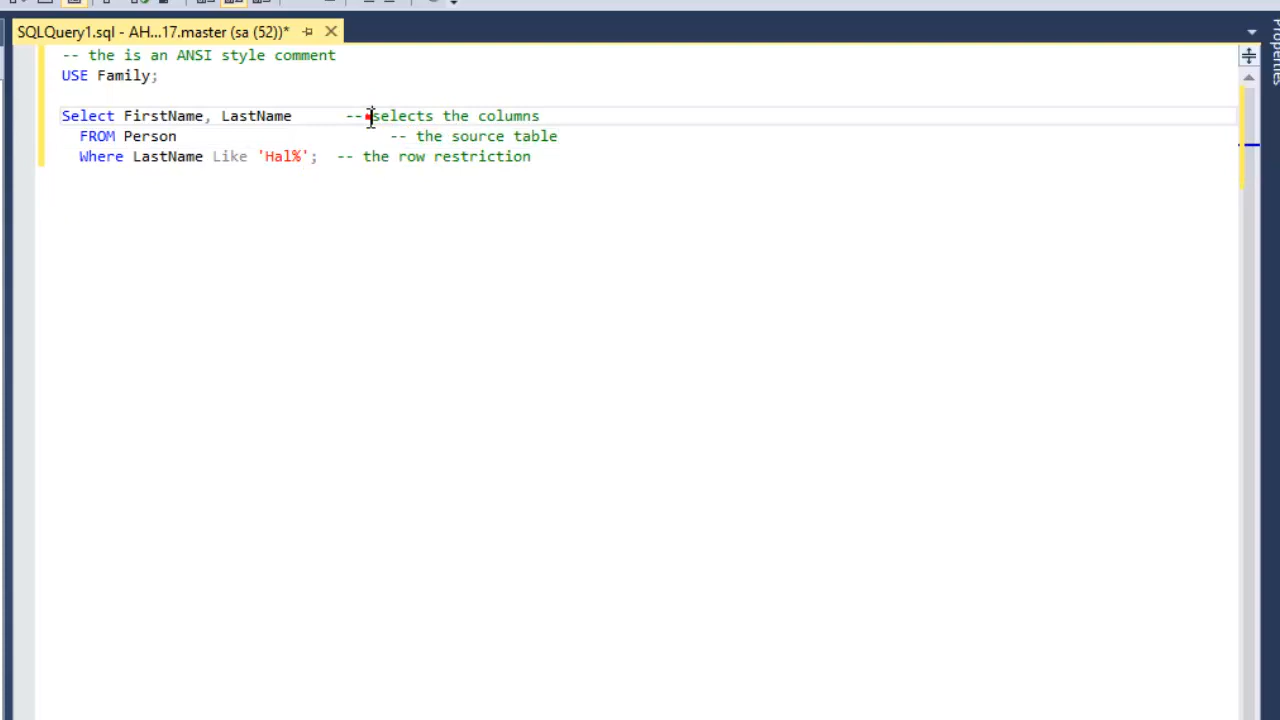 SQLQuery1.sql - AH...17.master (sa (52))*
Properties
-- the is an ANSI style comment
USE Family;
Select FirstName, LastName -- selects the columns
FROM Person -- the source table
Where LastName Like 'Hal%'; -- the row restriction